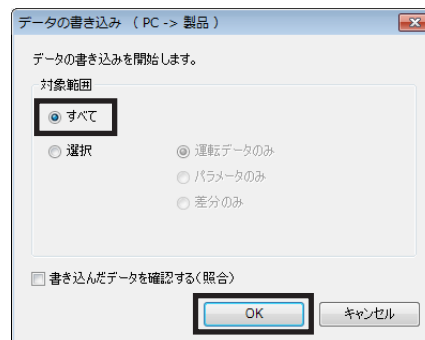 データの書き込み （ PC -> 製品 ）
データの書き込みを開始します。
対象範囲
すべて
選択
運転データのみ
パラメータのみ
差分のみ
書き込んだデータを確認する(照合)
OK
キャンセル